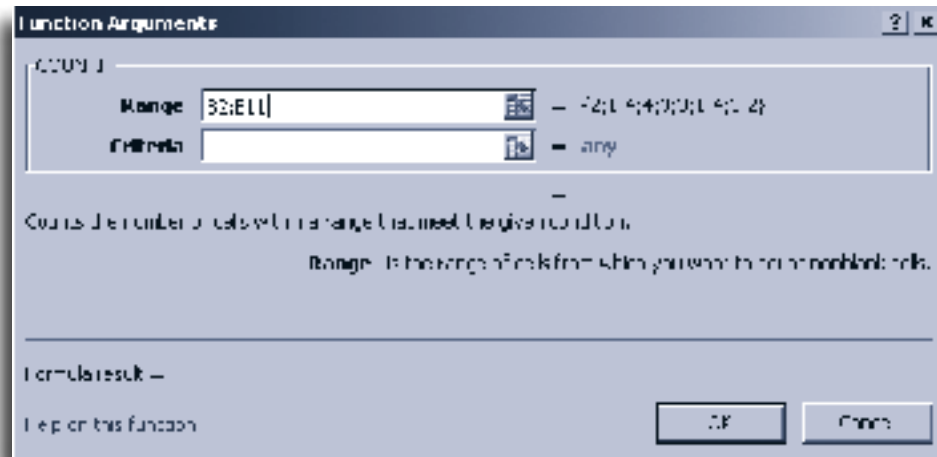 Function Arguments
COUNTIF
Range =
Criteria = any
=
Counts the number of cells within a range that meet the given condition.
Range is the range of cells from which you want to count nonblank cells.
Formula result =
Help on this function OK Cancel